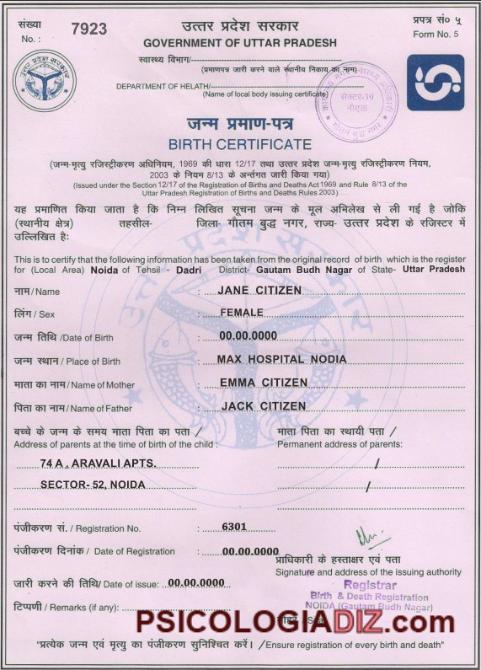 संख्या
No. : 7923
उत्तर प्रदेश सरकार
GOVERNMENT OF UTTAR PRADESH
प्रपत्र सं० ५
Form No. 5
स्वास्थ्य विभाग/
(प्रमाणपत्र जारी करने वाले स्थानीय निकाय का नाम)
DEPARTMENT OF HELATH/
(Name of local body issuing certificate)
सेक्टर-39
नोएडा
जन्म प्रमाण-पत्र
BIRTH CERTIFICATE
(जन्म-मृत्यु रजिस्ट्रीकरण अधिनियम, 1969 की धारा 12/17 तथा उत्तर प्रदेश जन्म-मृत्यु रजिस्ट्रीकरण नियम,
2003 के नियम 8/13 के अर्न्तगत जारी किया गया)
(Issued under the Section 12/17 of the Registration of Births and Deaths Act 1969 and Rule 8/13 of the
Uttar Pradesh Registration of Births and Deaths Rules 2003)
यह प्रमाणित किया जाता है कि निम्न लिखित सूचना जन्म के मूल अभिलेख से ली गई है जोकि
(स्थानीय क्षेत्र) तहसील- जिला- गौतम बुद्ध नगर, राज्य- उत्तर प्रदेश के रजिस्टर में
उल्लिखित है:
This is to certify that the following information has been taken from the original record of birth which is the register
for (Local Area) Noida of Tehsil - Dadri District- Gautam Budh Nagar of State- Uttar Pradesh
नाम/Name : JANE CITIZEN
लिंग / Sex : FEMALE
जन्म तिथि /Date of Birth : 00.00.0000
जन्म स्थान / Place of Birth : MAX HOSPITAL NODIA
माता का नाम / Name of Mother : EMMA CITIZEN
पिता का नाम / Name of Father : JACK CITIZEN
बच्चे के जन्म के समय माता पिता का पता / माता पिता का स्थायी पता /
Address of parents at the time of birth of the child : Permanent address of parents:
74 A , ARAVALI APTS. /
SECTOR- 52, NOIDA /
पंजीकरण सं. / Registration No. : 6301
पंजीकरण दिनांक / Date of Registration : 00.00.0000
प्राधिकारी के हस्ताक्षर एवं पता
Signature and address of the issuing authority
जारी करने की तिथि/ Date of issue: .00.00.0000
Registrar
Birth & Death Registration
NOIDA (Gautam Budh Nagar)
टिप्पणी / Remarks (if any):
PSICOLOGIADIZ.com
"प्रत्येक जन्म एवं मृत्यु का पंजीकरण सुनिश्चित करें। /Ensure registration of every birth and death"